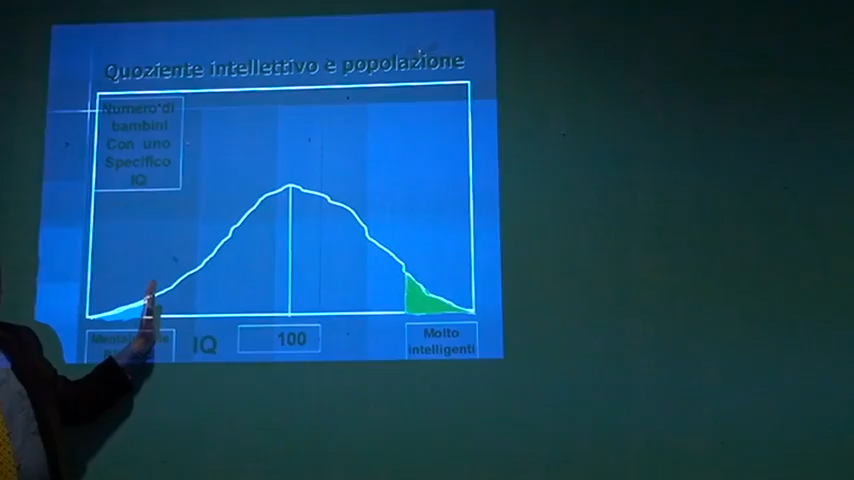 Quoziente intellettivo e popolazione
Numero di
bambini
Con uno
Specifico
IQ
IQ
100
Molto
intelligenti